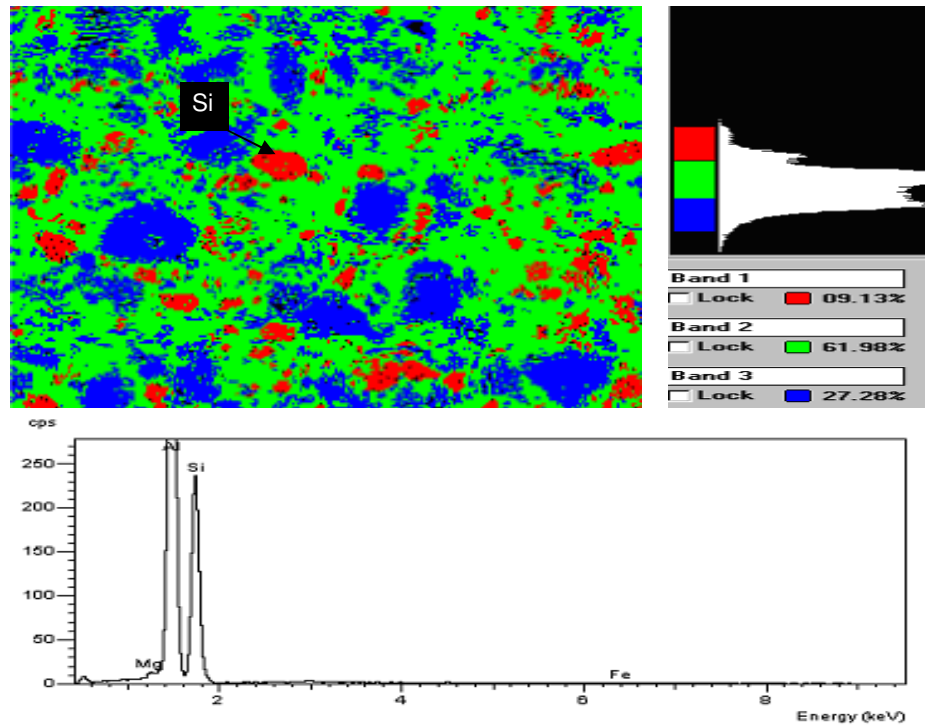 Si
Band 1
Lock 09.13%
Band 2
Lock 61.98%
Band 3
Lock 27.28%
cps
Al
Si
250
200
150
100
50
0
Mg
Fe
2 4 6 8
Energy (keV)